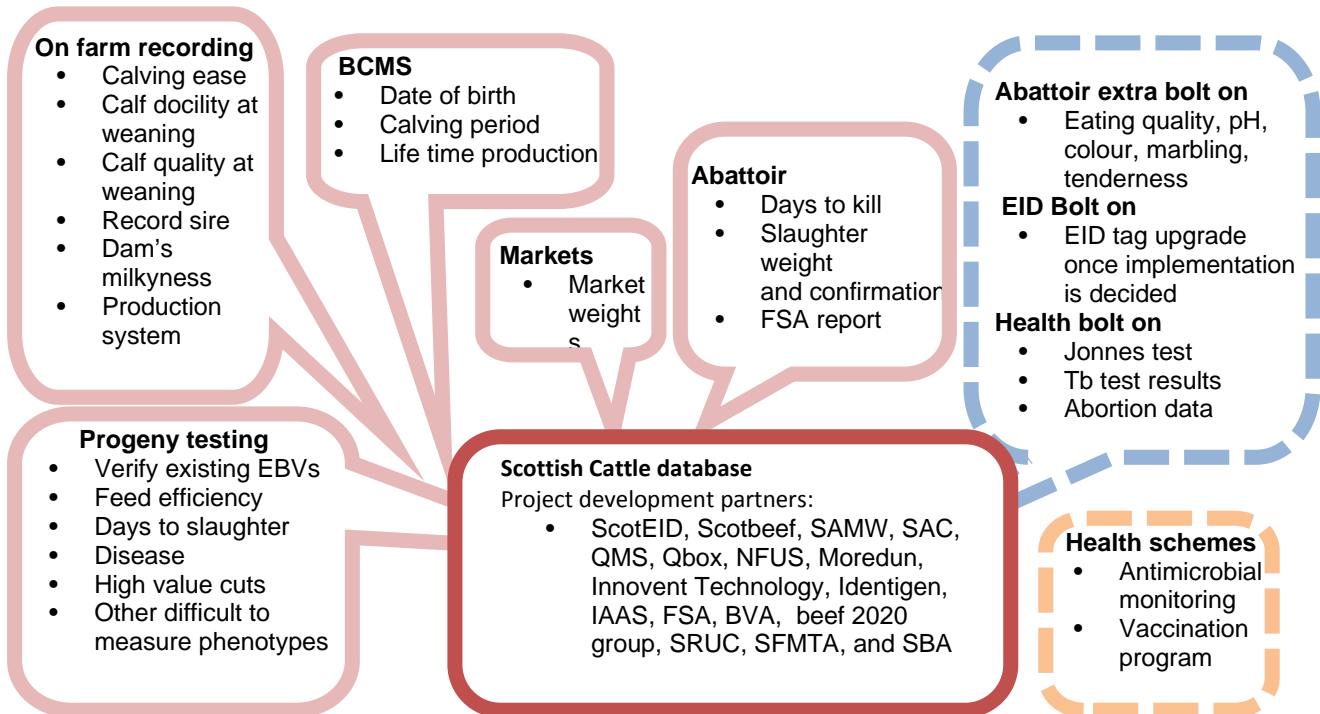 On farm recording
• Calving ease
• Calf docility at
weaning
• Calf quality at
weaning
• Record sire
• Dam's
milkyness
• Production
system
BCMS
• Date of birth
• Calving period
• Life time production
Markets
• Market
weight
s
Abattoir
• Days to kill
• Slaughter
weight
and confirmation
• FSA report
Abattoir extra bolt on
• Eating quality, pH,
colour, marbling,
tenderness
EID Bolt on
• EID tag upgrade
once implementation
is decided
Health bolt on
• Jonnes test
• Tb test results
• Abortion data
Progeny testing
• Verify existing EBVs
• Feed efficiency
• Days to slaughter
• Disease
• High value cuts
• Other difficult to
measure phenotypes
Scottish Cattle database
Project development partners:
• ScotEID, Scotbeef, SAMW, SAC,
QMS, Qbox, NFUS, Moredun,
Innovent Technology, Identigen,
IAAS, FSA, BVA, beef 2020
group, SRUC, SFMTA, and SBA
Health schemes
• Antimicrobial
monitoring
• Vaccination
program